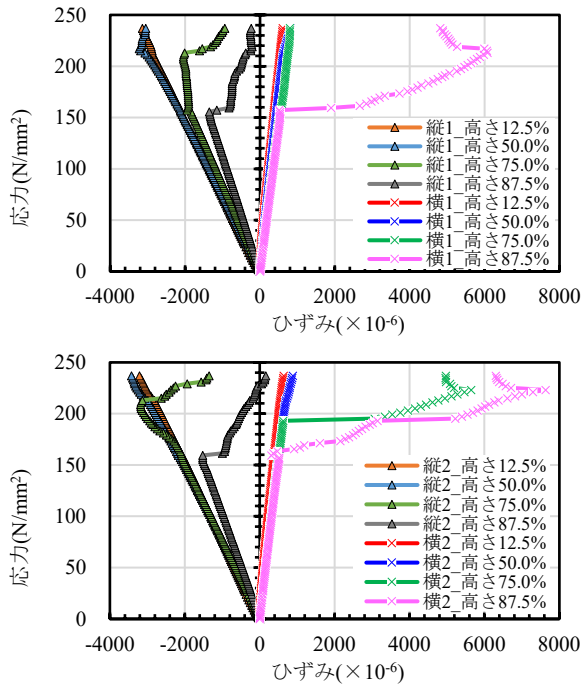 250
200
150
100
50
0
応力(N/mm²)
縦1_高さ12.5%
縦1_高さ50.0%
縦1_高さ75.0%
縦1_高さ87.5%
横1_高さ12.5%
横1_高さ50.0%
横1_高さ75.0%
横1_高さ87.5%
-4000 -2000 0 2000 4000 6000 8000
ひずみ(×10⁻⁶)
250
200
150
100
50
0
応力(N/mm²)
縦2_高さ12.5%
縦2_高さ50.0%
縦2_高さ75.0%
縦2_高さ87.5%
横2_高さ12.5%
横2_高さ50.0%
横2_高さ75.0%
横2_高さ87.5%
-4000 -2000 0 2000 4000 6000 8000
ひずみ(×10⁻⁶)